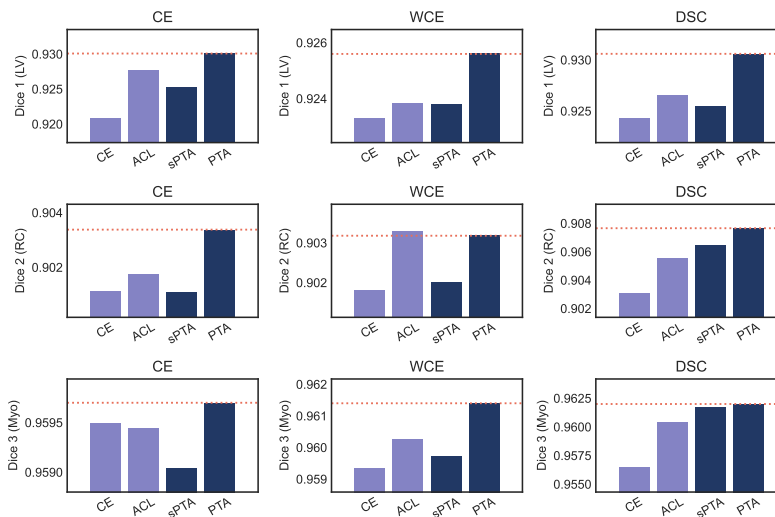 CE
WCE
DSC
Dice 1 (LV)
0.930
0.925
0.920
CE ACL sPTA PTA
Dice 1 (LV)
0.926
0.924
CE ACL sPTA PTA
Dice 1 (LV)
0.930
0.925
CE ACL sPTA PTA
CE
WCE
DSC
Dice 2 (RC)
0.904
0.902
CE ACL sPTA PTA
Dice 2 (RC)
0.903
0.902
CE ACL sPTA PTA
Dice 2 (RC)
0.908
0.906
0.904
0.902
CE ACL sPTA PTA
CE
WCE
DSC
Dice 3 (Myo)
0.9595
0.9590
CE ACL sPTA PTA
Dice 3 (Myo)
0.962
0.961
0.960
0.959
CE ACL sPTA PTA
Dice 3 (Myo)
0.9625
0.9600
0.9575
0.9550
CE ACL sPTA PTA